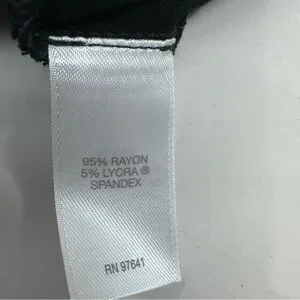 95% RAYON
5% LYCRA ®
SPANDEX
RN 97641